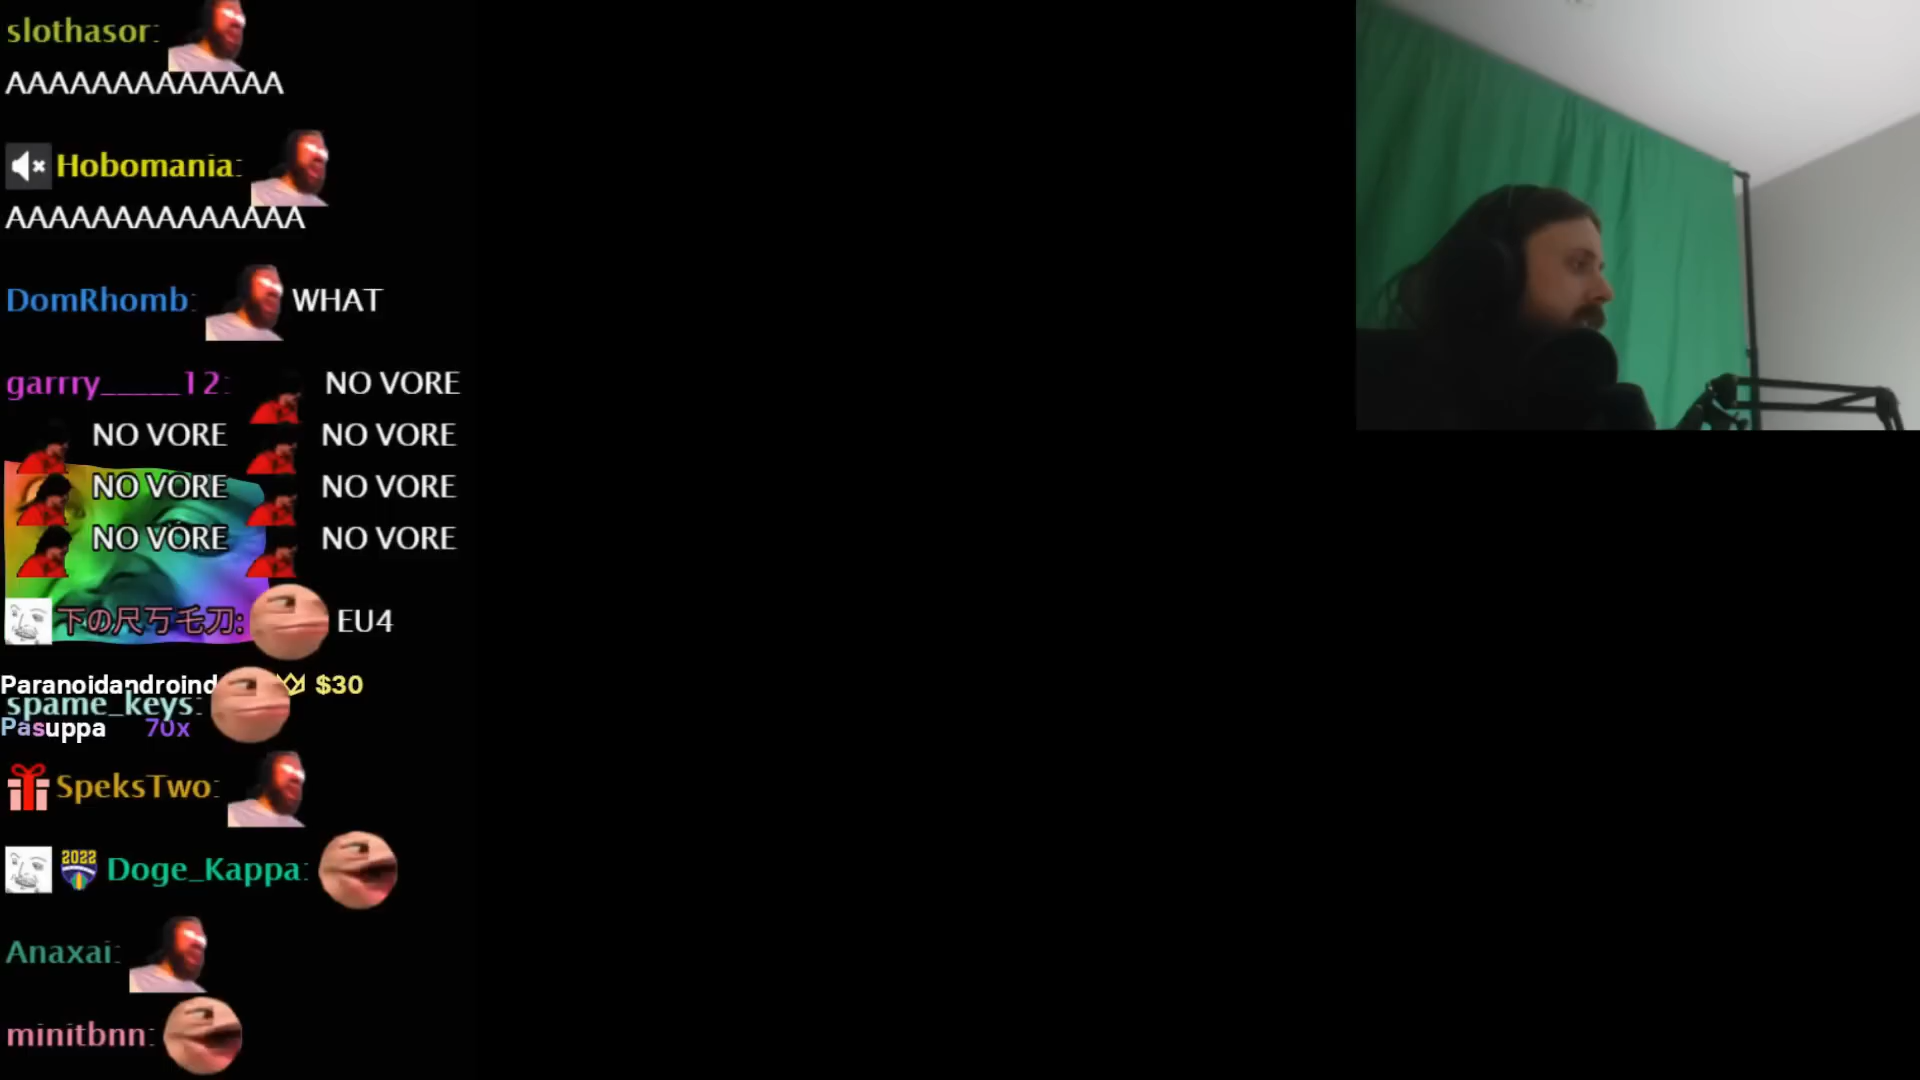 slothasor:
AAAAAAAAAAAAA
Hobomania:
AAAAAAAAAAAAAA
DomRhomb: WHAT
garrry_____12: NO VORE
NO VORE NO VORE
NO VORE NO VORE
NO VORE NO VORE
下の尺丂モ刀: EU4
Paranoidandroind $30
spame_keys:
Pasuppa 70x
SpeksTwo:
2022 Doge_Kappa:
Anaxai:
minitbnn: